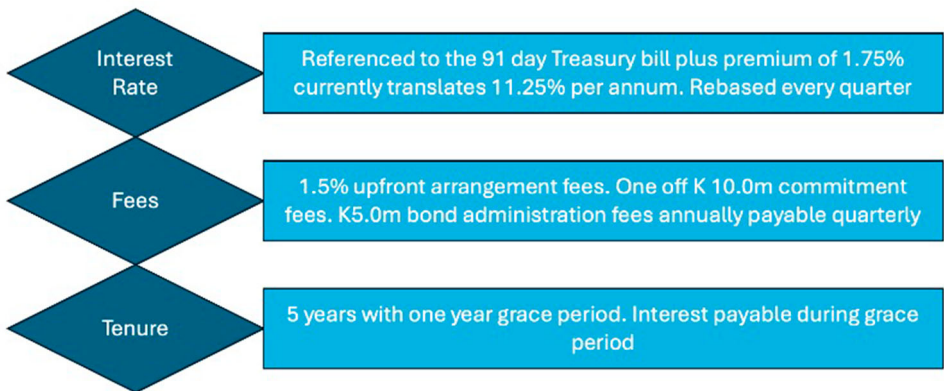 Interest
Rate
Referenced to the 91 day Treasury bill plus premium of 1.75%
currently translates 11.25% per annum. Rebased every quarter
Fees
1.5% upfront arrangement fees. One off K 10.0m commitment
fees. K5.0m bond administration fees annually payable quarterly
Tenure
5 years with one year grace period. Interest payable during grace
period